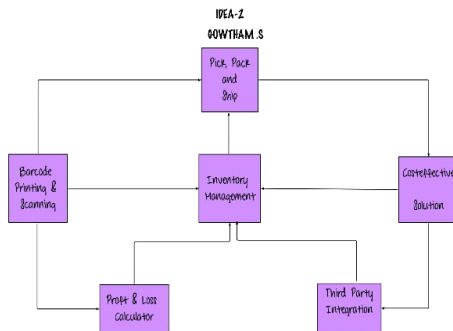 IDEA-2
GOWTHAM .S
Pick, Pack
and
Ship
Barcode
Printing &
Scanning
Inventory
Management
Costeffective
Solution
Profit & Loss
Calculator
Third Party
Integration